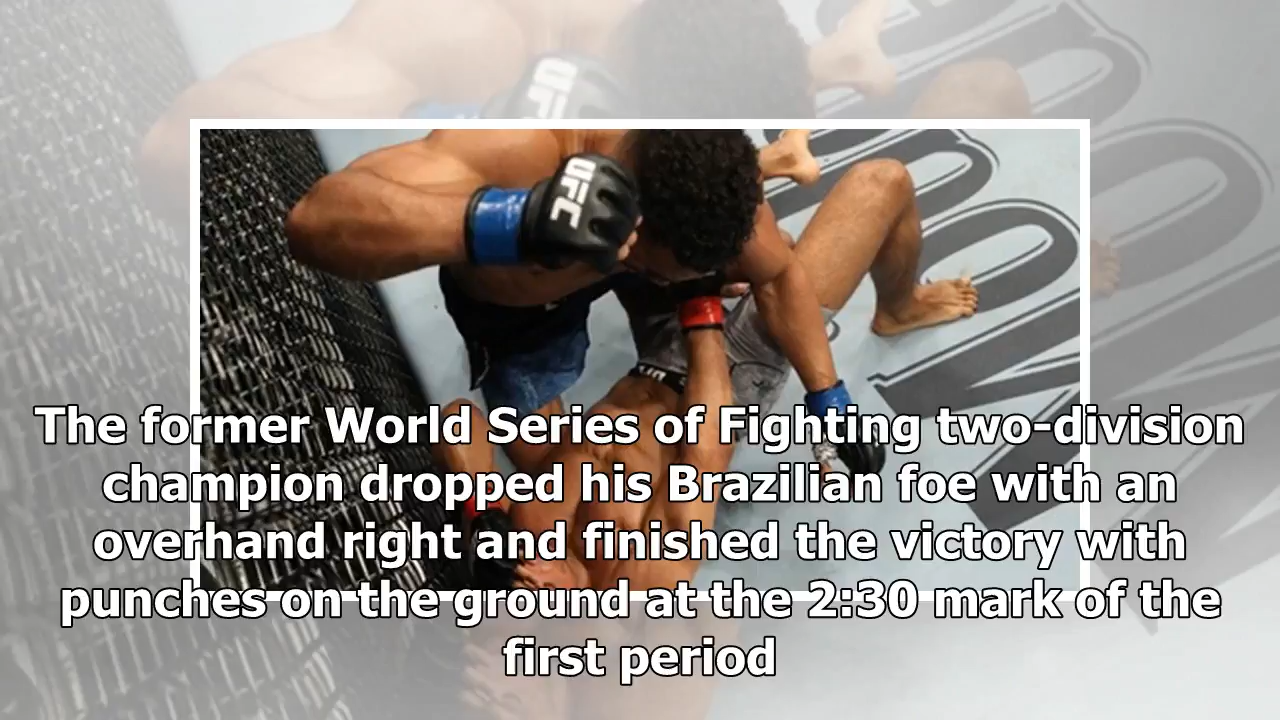 UFC
The former World Series of Fighting two-division
champion dropped his Brazilian foe with an
overhand right and finished the victory with
punches on the ground at the 2:30 mark of the
first period